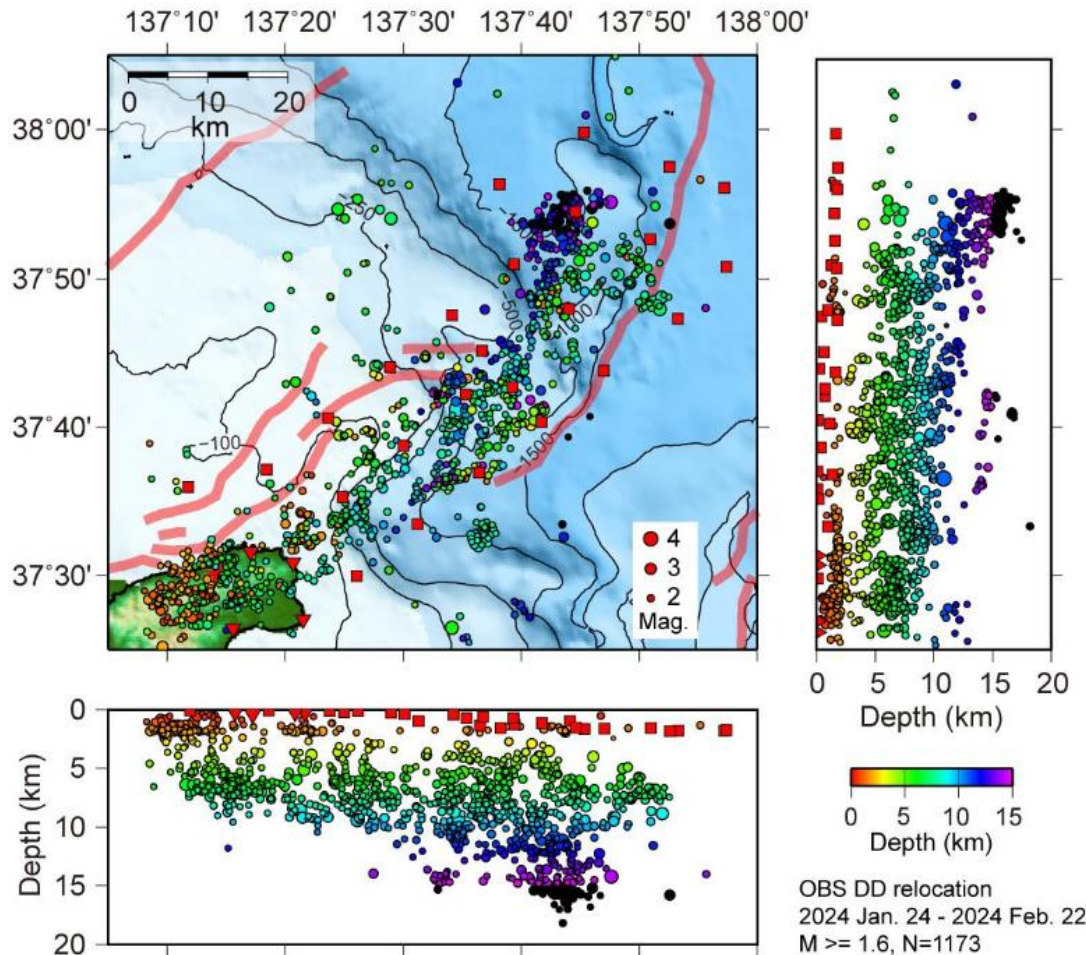 137˚10' 137˚20' 137˚30' 137˚40' 137˚50' 138˚00'
0 10 20
km
38˚00'
37˚50'
37˚40'
37˚30'
−50
−500
−1000
−100
−1500
4
3
2
Mag.
0 5 10 15 20
Depth (km)
0
5
10
15
20
Depth (km)
0 5 10 15
Depth (km)
OBS DD relocation
2024 Jan. 24 - 2024 Feb. 22
M >= 1.6, N=1173